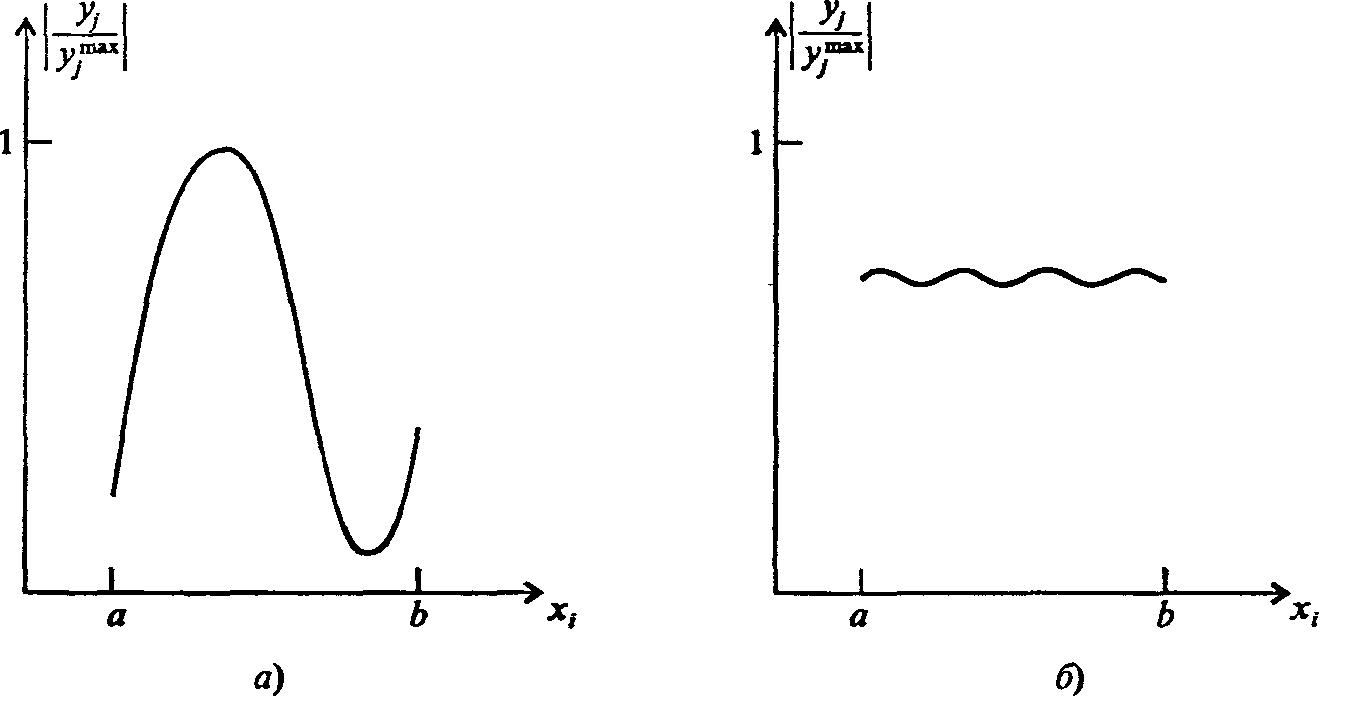 |y_j / y_j^max| |y_j / y_j^max|
1 1
a b x_i a b x_i
а) б)